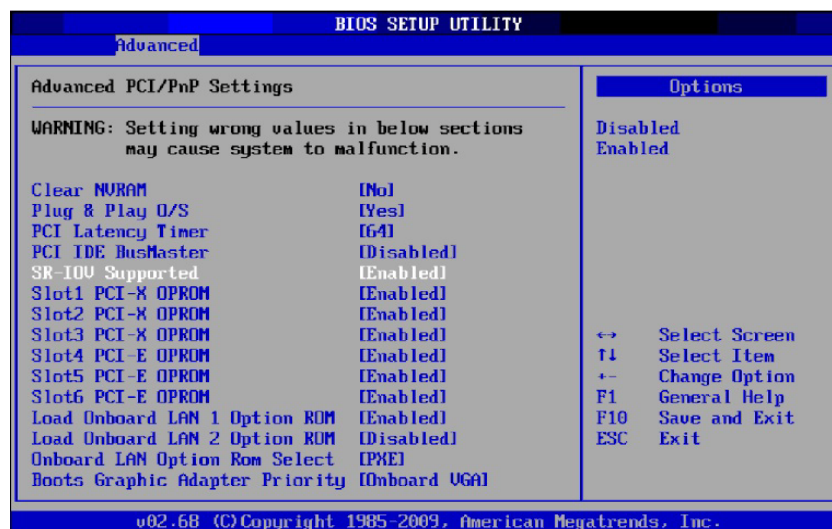 BIOS SETUP UTILITY
Advanced
Advanced PCI/PnP Settings
WARNING: Setting wrong values in below sections
may cause system to malfunction.
Clear NVRAM [No]
Plug & Play O/S [Yes]
PCI Latency Timer [64]
PCI IDE BusMaster [Disabled]
SR-IOV Supported [Enabled]
Slot1 PCI-X OPROM [Enabled]
Slot2 PCI-X OPROM [Enabled]
Slot3 PCI-X OPROM [Enabled]
Slot4 PCI-E OPROM [Enabled]
Slot5 PCI-E OPROM [Enabled]
Slot6 PCI-E OPROM [Enabled]
Load Onboard LAN 1 Option ROM [Enabled]
Load Onboard LAN 2 Option ROM [Disabled]
Onboard LAN Option Rom Select [PXE]
Boots Graphic Adapter Priority [Onboard VGA]
Options
Disabled
Enabled
↔ Select Screen
↑↓ Select Item
+- Change Option
F1 General Help
F10 Save and Exit
ESC Exit
v02.68 (C)Copyright 1985-2009, American Megatrends, Inc.